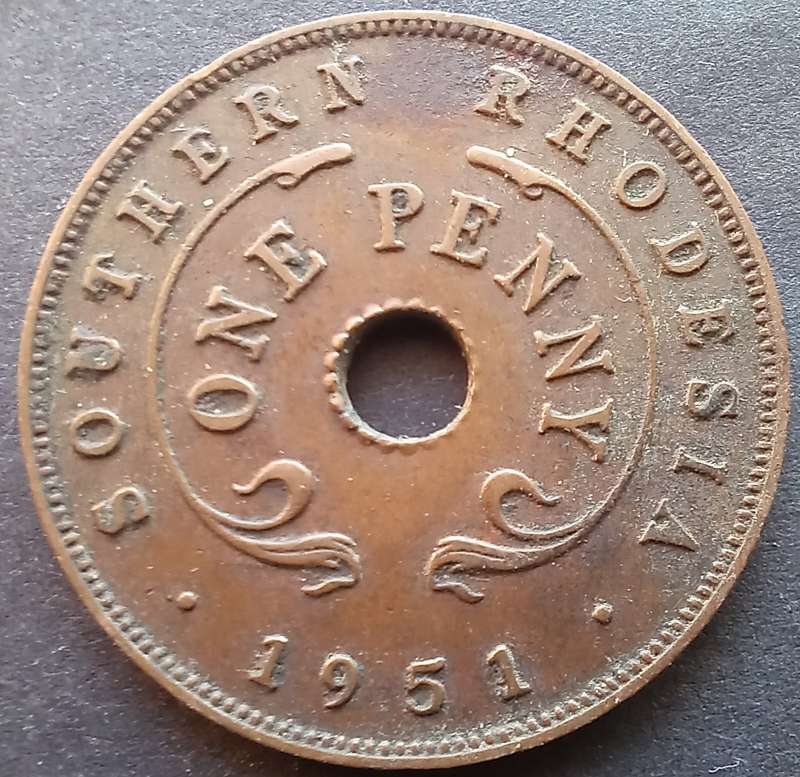 SOUTHERN RHODESIA
ONE PENNY
1951